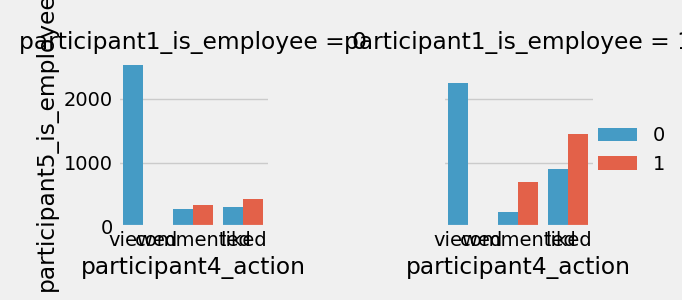 participant1_is_employee = 0
participant1_is_employee = 1
participant5_is_employee
2000
1000
0
viewed
commented
liked
viewed
commented
liked
participant4_action
participant4_action
0
1